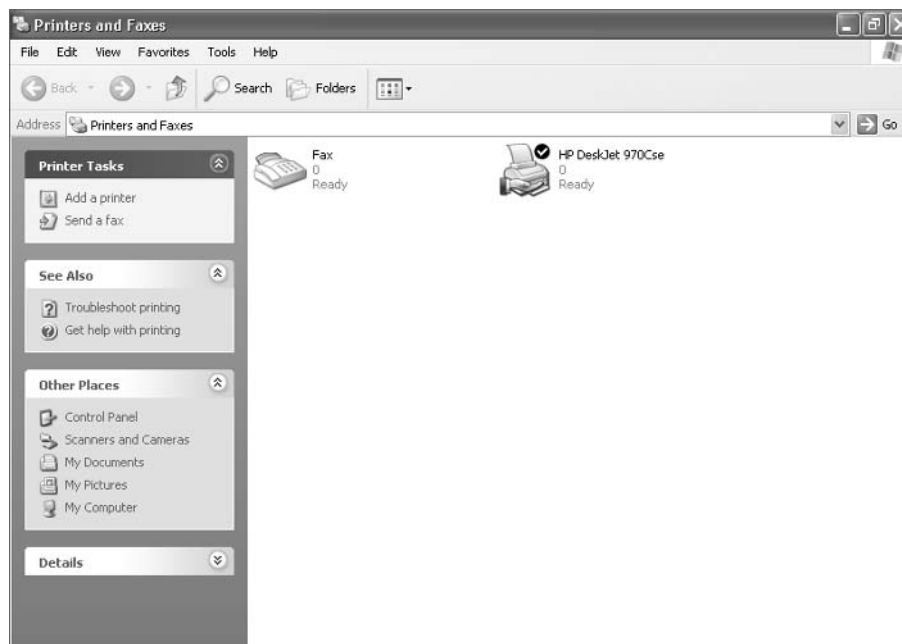 Printers and Faxes
File Edit View Favorites Tools Help
Back Search Folders
Address Printers and Faxes Go
Printer Tasks
Add a printer
Send a fax
See Also
Troubleshoot printing
Get help with printing
Other Places
Control Panel
Scanners and Cameras
My Documents
My Pictures
My Computer
Details
Fax
0
Ready
HP DeskJet 970Cse
0
Ready